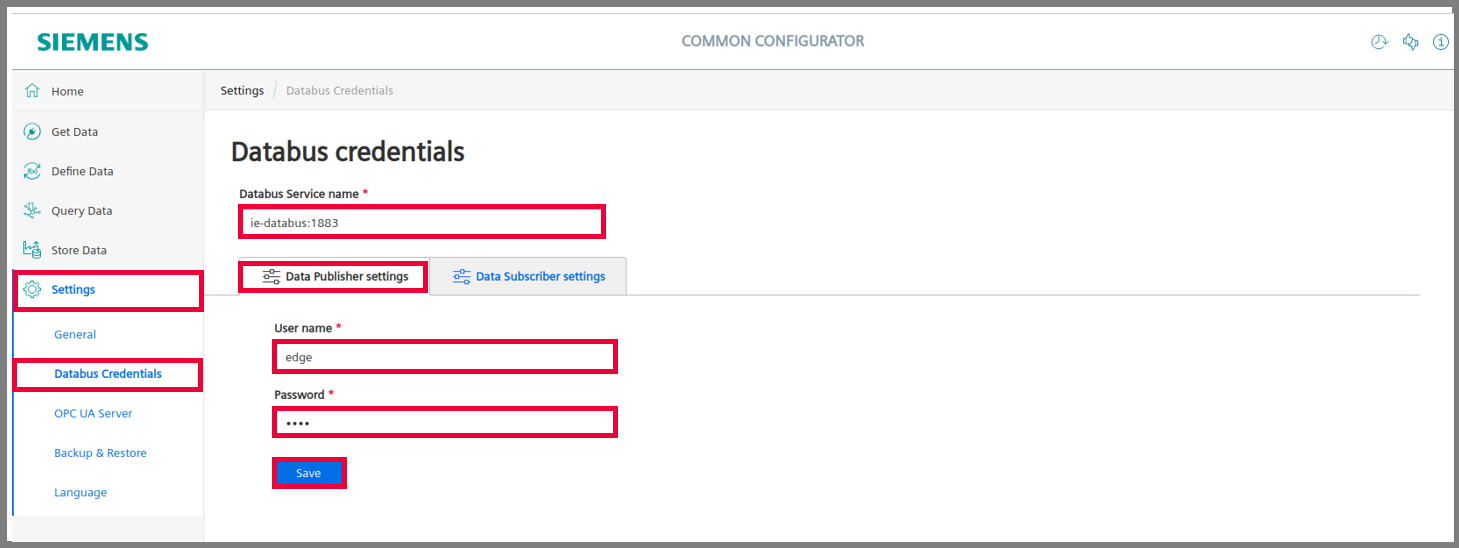 SIEMENS
COMMON CONFIGURATOR
Home
Get Data
Define Data
Query Data
Store Data
Settings
General
Databus Credentials
OPC UA Server
Backup & Restore
Language
Settings / Databus Credentials
Databus credentials
Databus Service name *
ie-databus:1883
Data Publisher settings
Data Subscriber settings
User name *
edge
Password *
••••
Save